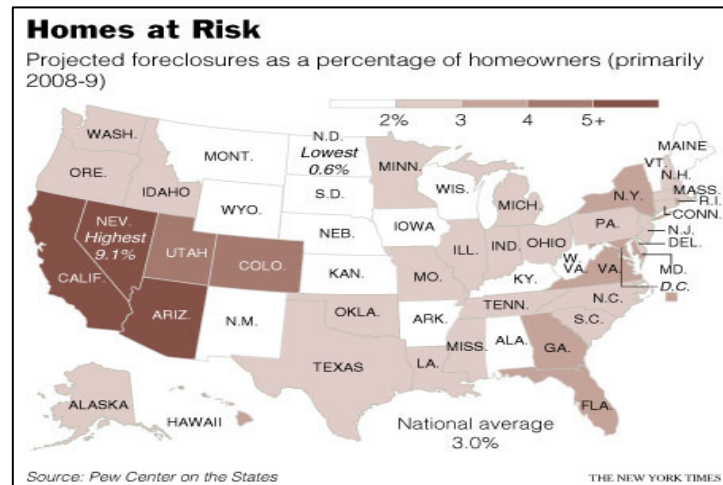 Homes at Risk
Projected foreclosures as a percentage of homeowners (primarily
2008-9)
2% 3 4 5+
WASH.
ORE.
IDAHO
MONT.
WYO.
N.D.
Lowest
0.6%
S.D.
NEB.
KAN.
MINN.
IOWA
WIS.
MICH.
ILL.
IND.
OHIO
MO.
KY.
W.
VA.
VA.
PA.
N.Y.
MAINE
VT.
N.H.
MASS.
R.I.
CONN.
N.J.
DEL.
MD.
D.C.
NEV.
Highest
9.1%
CALIF.
UTAH
COLO.
ARIZ.
N.M.
OKLA.
TEXAS
ARK.
LA.
MISS.
ALA.
TENN.
N.C.
S.C.
GA.
FLA.
ALASKA
HAWAII
National average
3.0%
Source: Pew Center on the States
THE NEW YORK TIMES